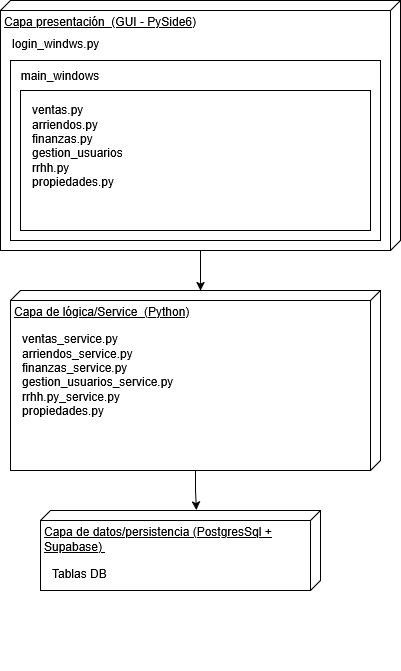 Capa presentación  (GUI - PySide6)
login_windws.py
main_windows
ventas.py
arriendos.py
finanzas.py
gestion_usuarios
rrhh.py
propiedades.py
Capa de lógica/Service  (Python)
ventas_service.py
arriendos_service.py
finanzas_service.py
gestion_usuarios_service.py
rrhh.py_service.py
propiedades.py
Capa de datos/persistencia (PostgresSql +
Supabase)
Tablas DB